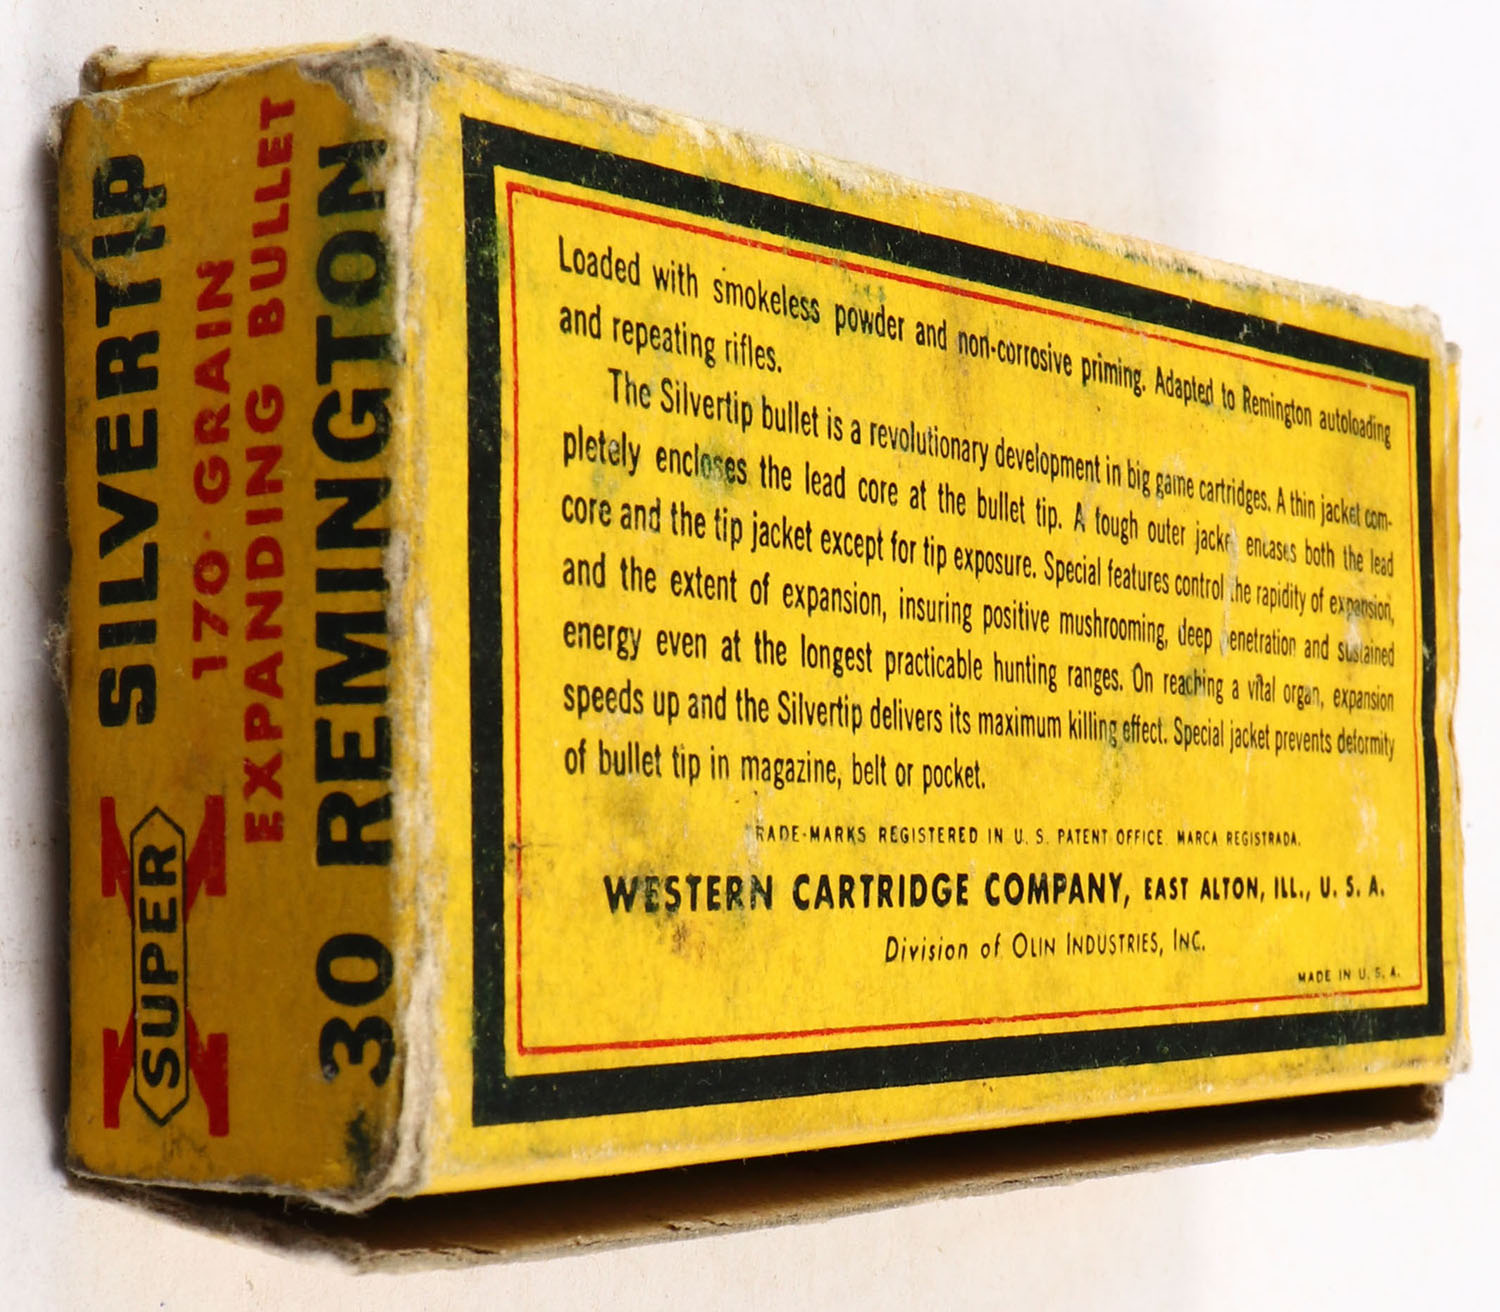 SUPER X
SILVERTIP
170 GRAIN
EXPANDING BULLET
30 REMINGTON
Loaded with smokeless powder and non-corrosive priming. Adapted to Remington autoloading
and repeating rifles.
The Silvertip bullet is a revolutionary development in big game cartridges. A thin jacket com-
pletely encloses the lead core at the bullet tip. A tough outer jacket encases both the lead
core and the tip jacket except for tip exposure. Special features control the rapidity of expansion,
and the extent of expansion, insuring positive mushrooming, deep penetration and sustained
energy even at the longest practicable hunting ranges. On reaching a vital organ, expansion
speeds up and the Silvertip delivers its maximum killing effect. Special jacket prevents deformity
of bullet tip in magazine, belt or pocket.
TRADE-MARKS REGISTERED IN U. S. PATENT OFFICE. MARCA REGISTRADA.
WESTERN CARTRIDGE COMPANY, EAST ALTON, ILL., U. S. A.
Division of OLIN INDUSTRIES, INC.
MADE IN U. S. A.